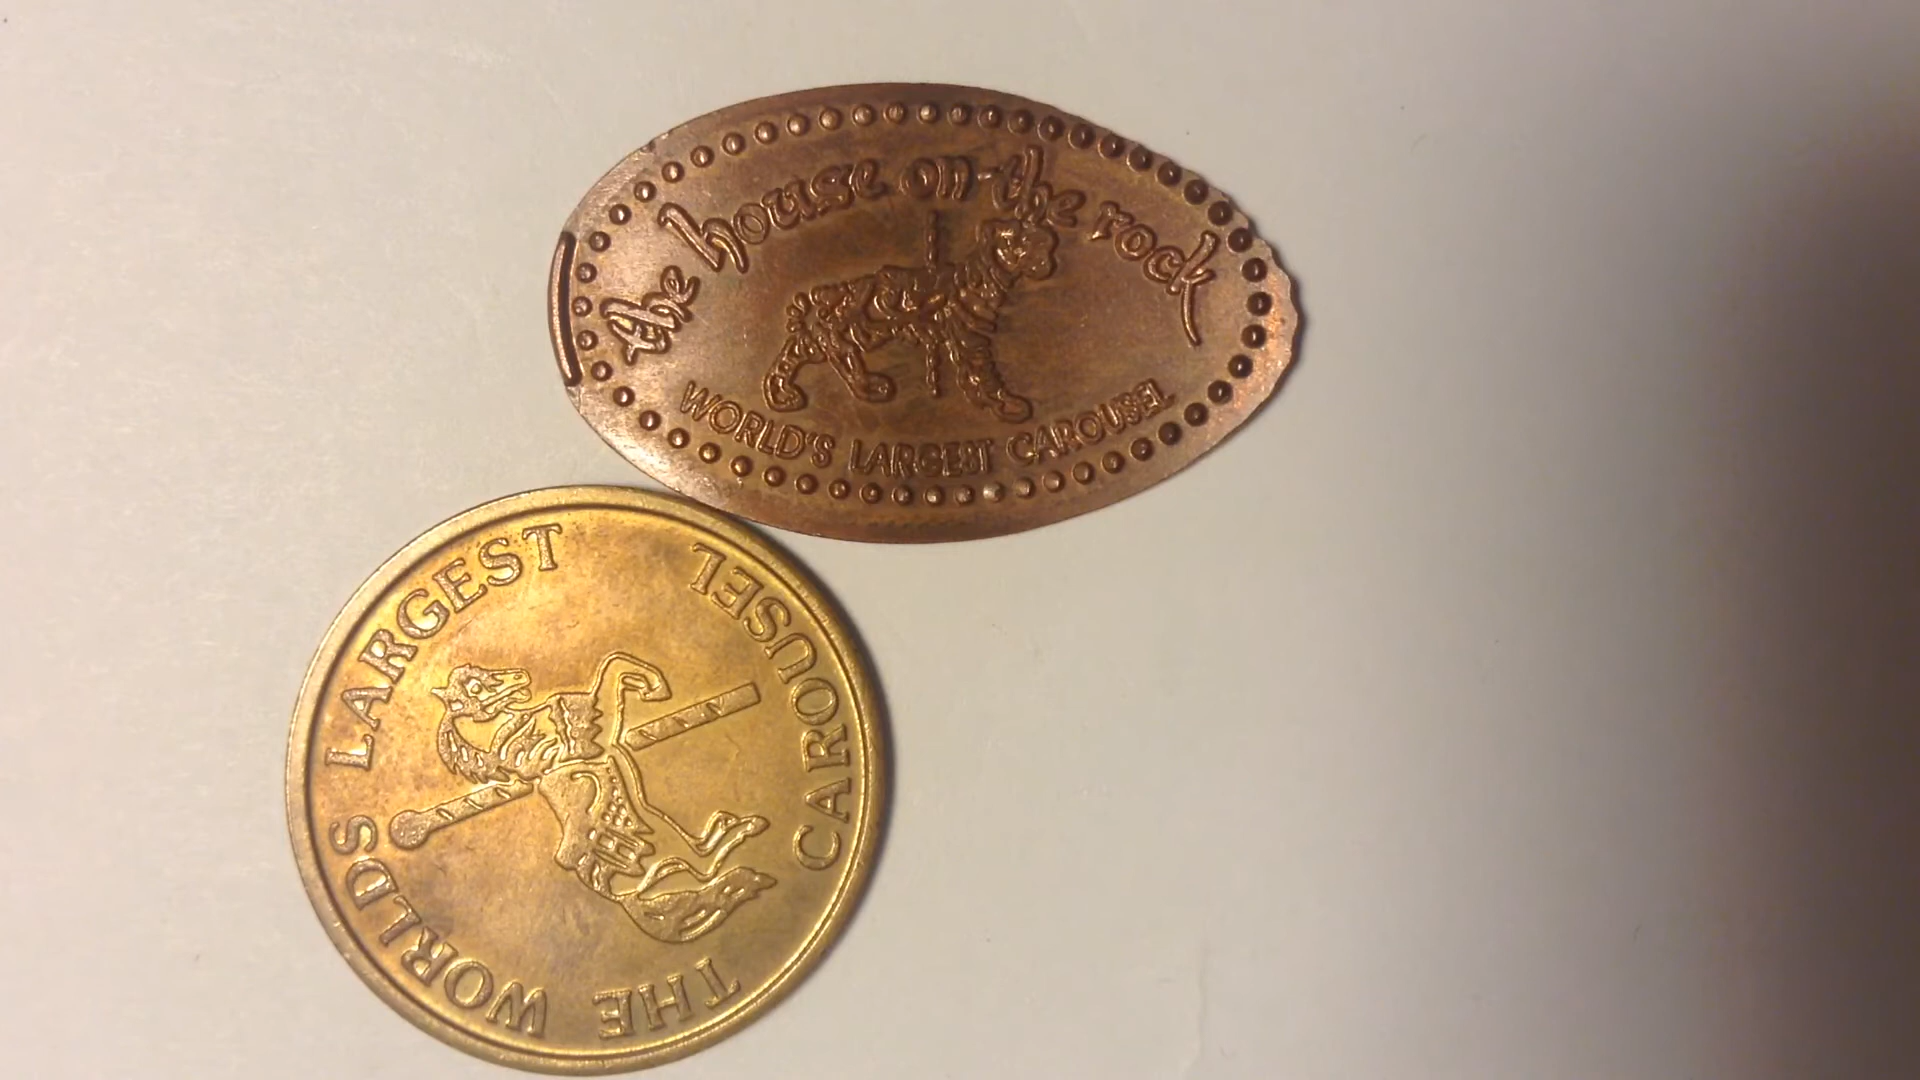 the house on the rock
WORLD'S LARGEST CAROUSEL
THE WORLDS LARGEST CAROUSEL